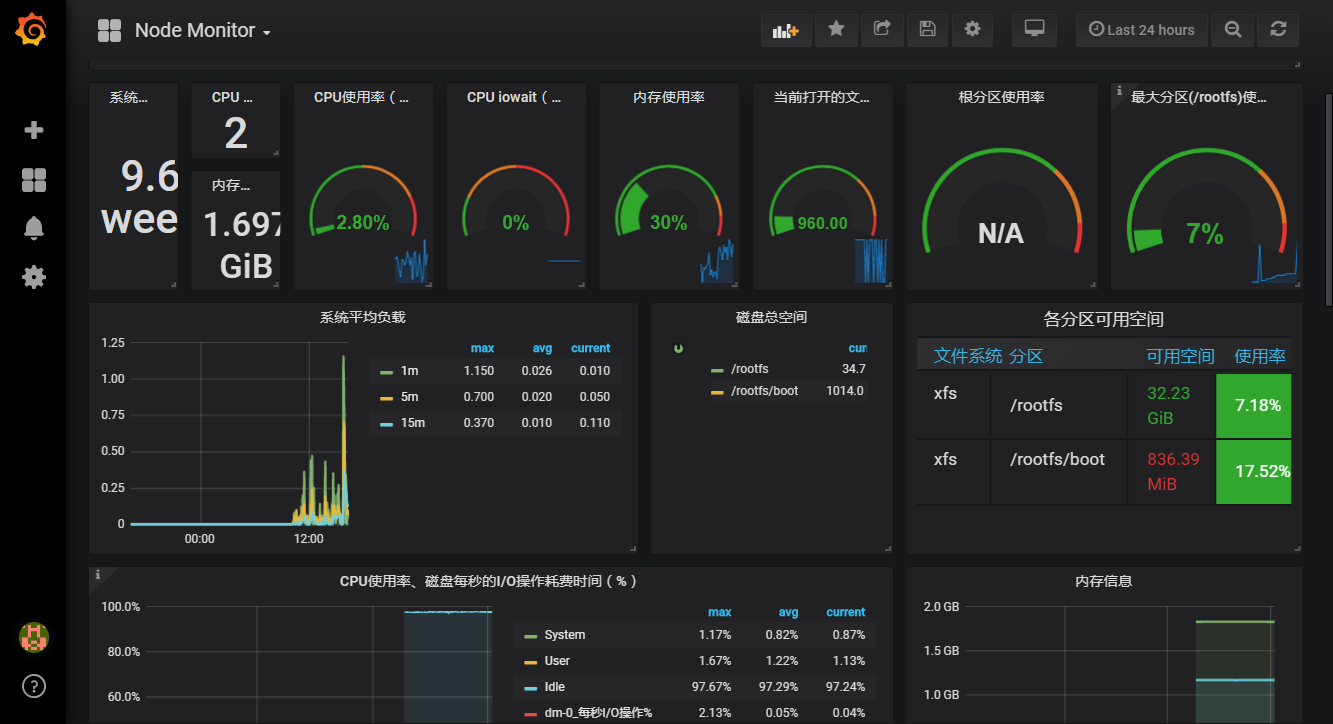 Node Monitor
Last 24 hours
系统...
9.6
wee
CPU ...
2
内存...
1.697
GiB
CPU使用率（...
2.80%
CPU iowait（...
0%
内存使用率
30%
当前打开的文...
960.00
根分区使用率
N/A
i
最大分区(/rootfs)使...
7%
系统平均负载
1.25
1.00
0.75
0.50
0.25
0
00:00 12:00
max avg current
1m 1.150 0.026 0.010
5m 0.700 0.020 0.050
15m 0.370 0.010 0.110
磁盘总空间
curr
/rootfs 34.7
/rootfs/boot 1014.0
各分区可用空间
文件系统 分区 可用空间 使用率
xfs /rootfs 32.23 GiB 7.18%
xfs /rootfs/boot 836.39 MiB 17.52%
i
CPU使用率、磁盘每秒的I/O操作耗费时间（%）
100.0%
80.0%
60.0%
max avg current
System 1.17% 0.82% 0.87%
User 1.67% 1.22% 1.13%
Idle 97.67% 97.29% 97.24%
dm-0_每秒I/O操作% 2.13% 0.05% 0.04%
内存信息
2.0 GB
1.5 GB
1.0 GB